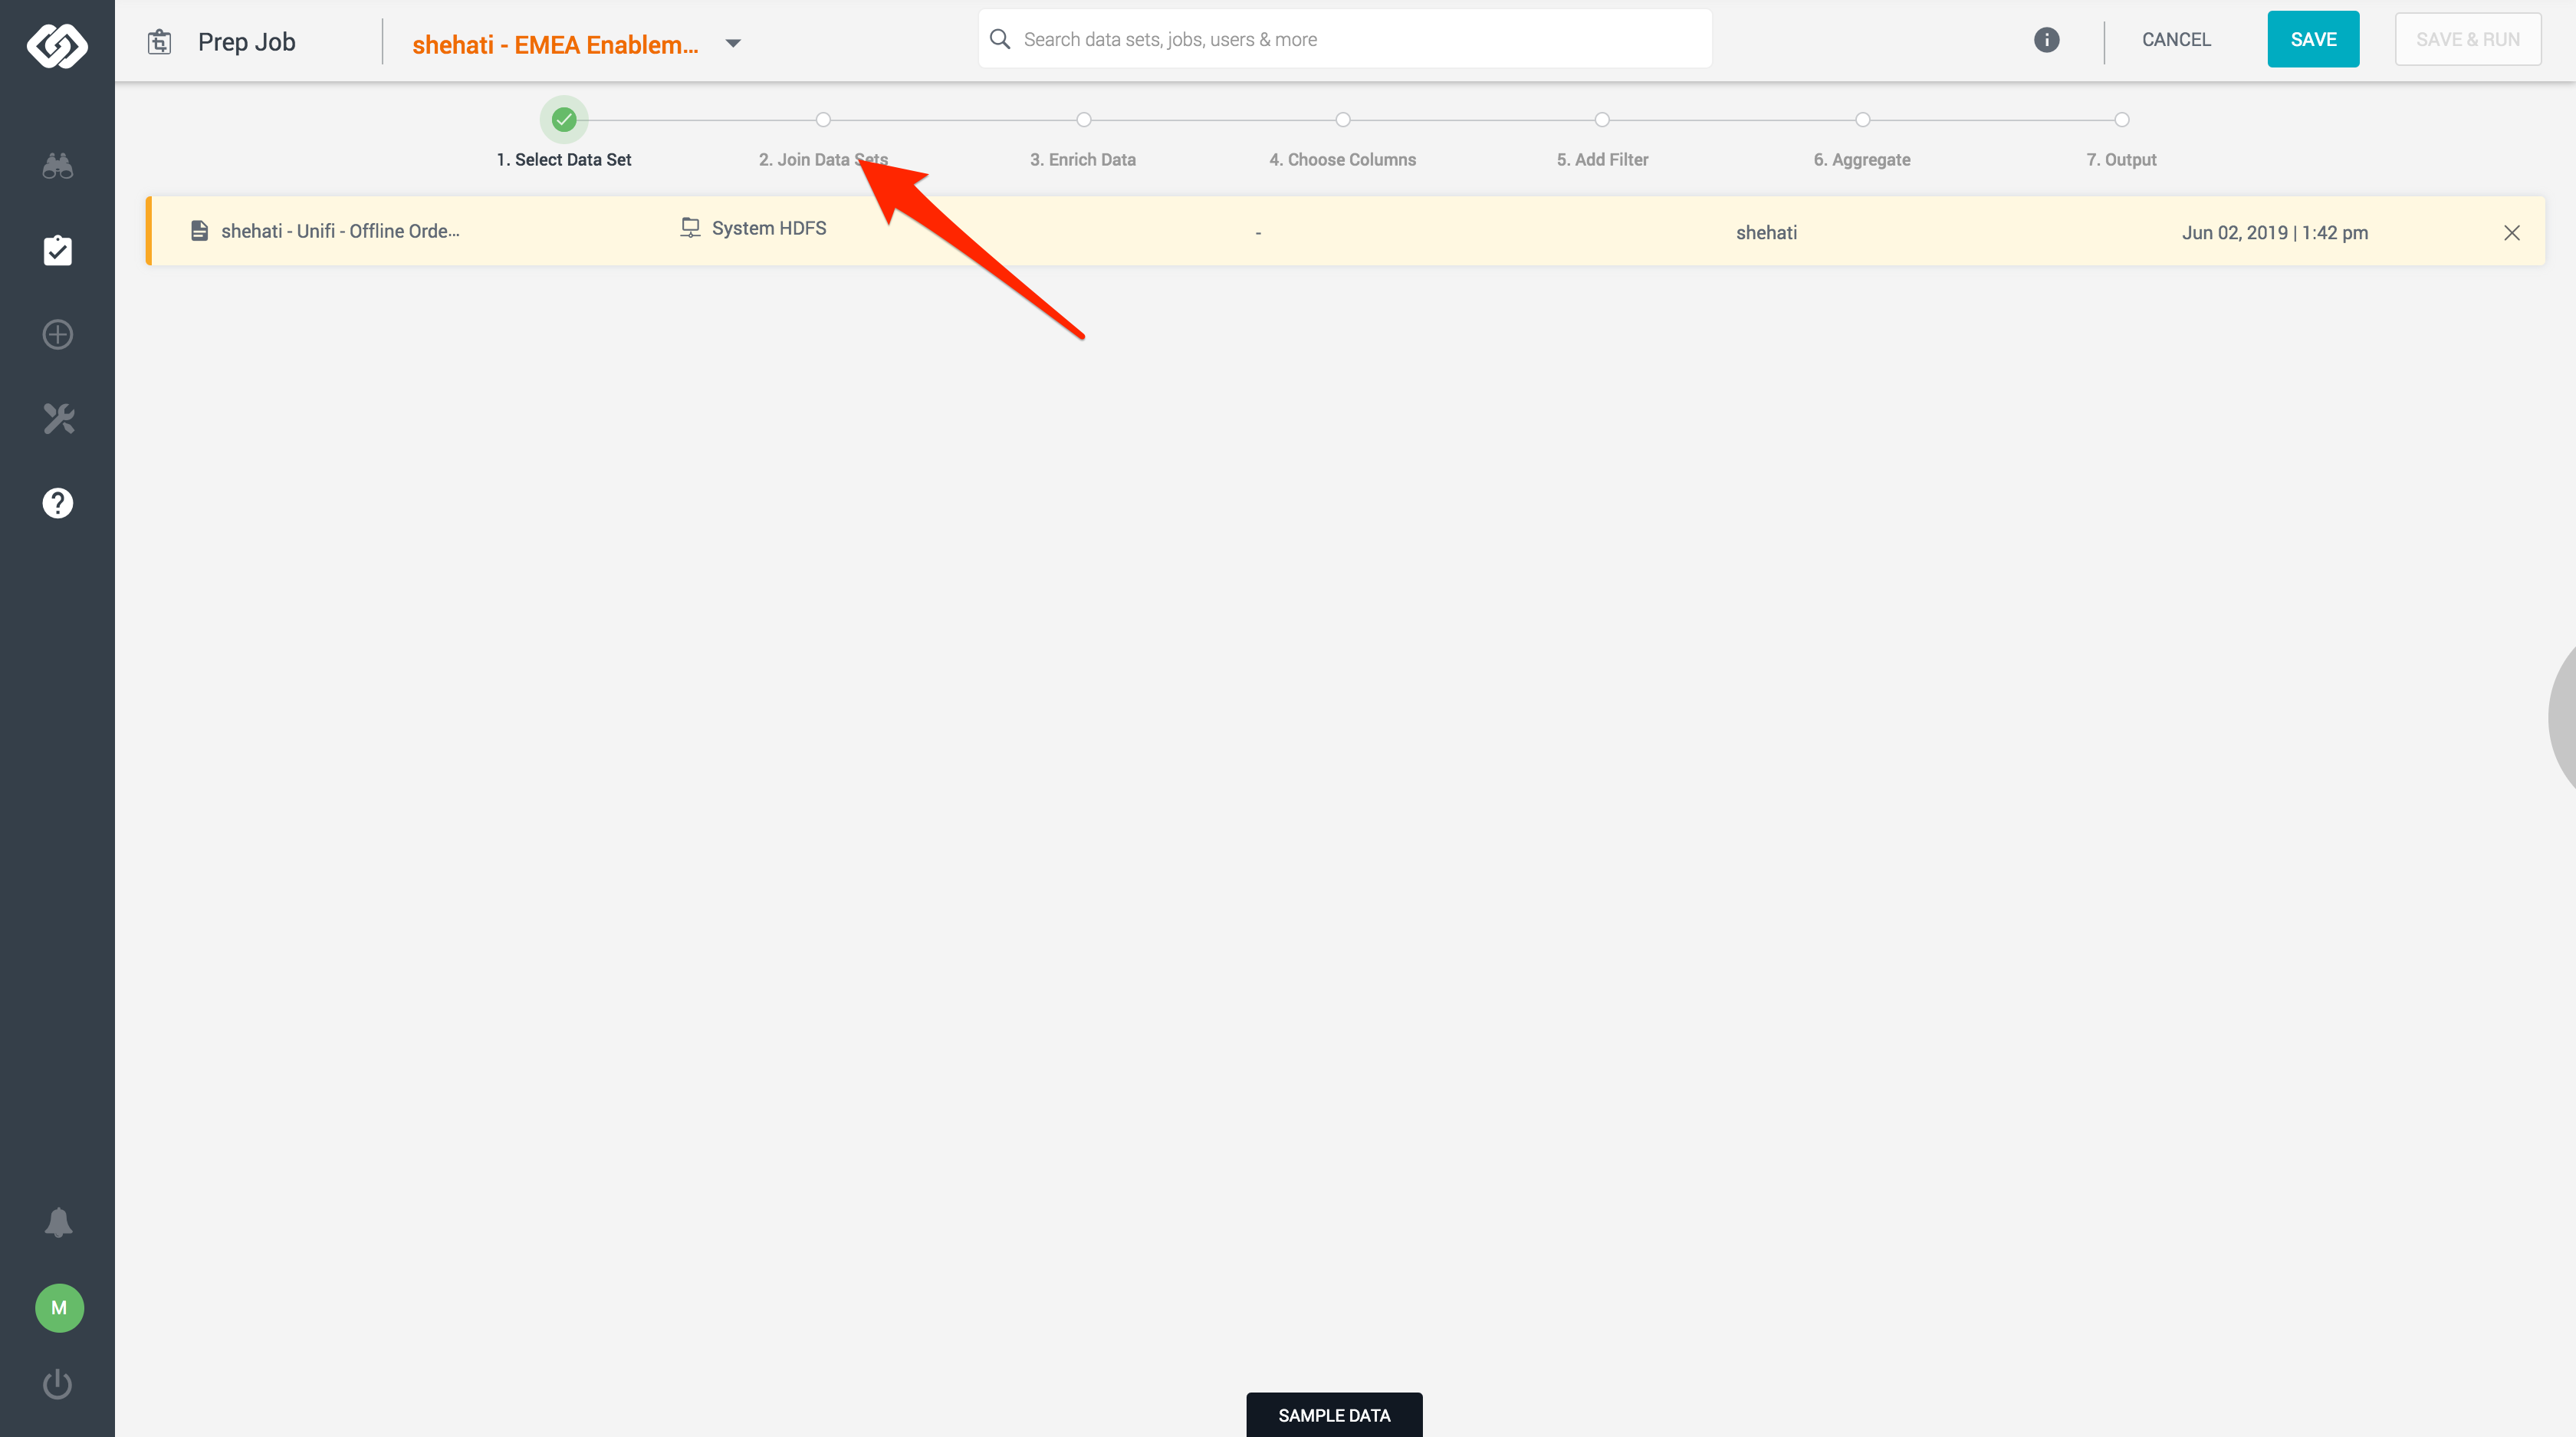 Prep Job
shehati - EMEA Enablem...
Search data sets, jobs, users & more
CANCEL
SAVE
SAVE & RUN
1. Select Data Set
2. Join Data Sets
3. Enrich Data
4. Choose Columns
5. Add Filter
6. Aggregate
7. Output
shehati - Unifi - Offline Orde...
System HDFS
-
shehati
Jun 02, 2019 | 1:42 pm
M
SAMPLE DATA